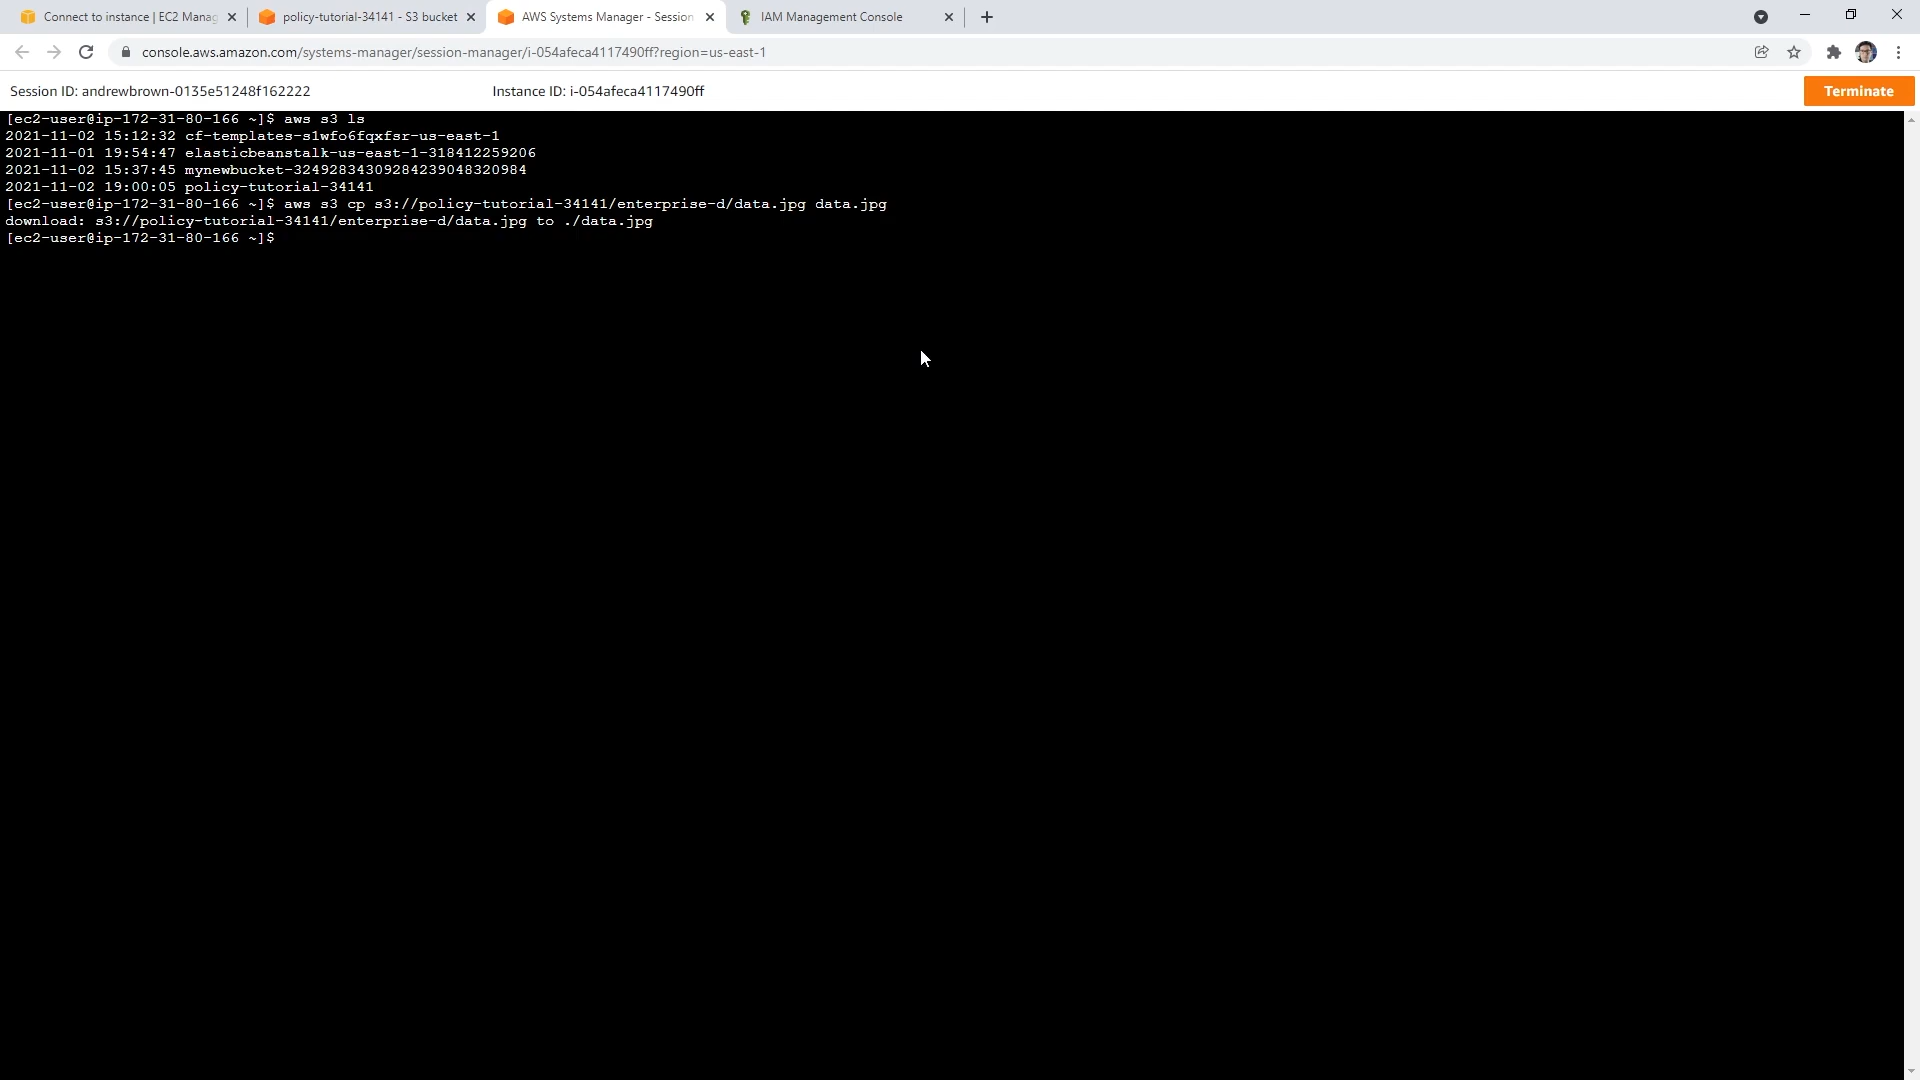 Connect to instance | EC2 Manag
policy-tutorial-34141 - S3 bucket
AWS Systems Manager - Session
IAM Management Console
console.aws.amazon.com/systems-manager/session-manager/i-054afeca4117490ff?region=us-east-1
Session ID: andrewbrown-0135e51248f162222
Instance ID: i-054afeca4117490ff
Terminate
[ec2-user@ip-172-31-80-166 ~]$ aws s3 ls
2021-11-02 15:12:32 cf-templates-s1wfo6fqxfsr-us-east-1
2021-11-01 19:54:47 elasticbeanstalk-us-east-1-318412259206
2021-11-02 15:37:45 mynewbucket-32492834309284239048320984
2021-11-02 19:00:05 policy-tutorial-34141
[ec2-user@ip-172-31-80-166 ~]$ aws s3 cp s3://policy-tutorial-34141/enterprise-d/data.jpg data.jpg
download: s3://policy-tutorial-34141/enterprise-d/data.jpg to ./data.jpg
[ec2-user@ip-172-31-80-166 ~]$